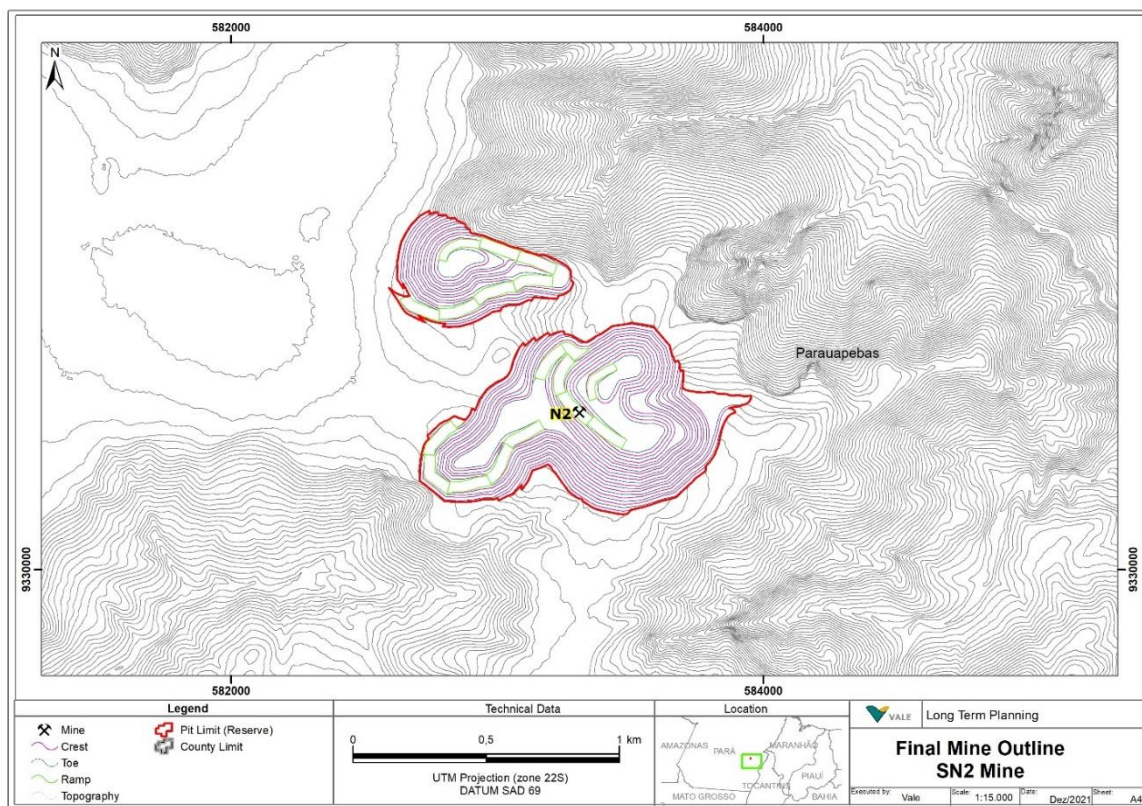 582000 584000
N
Parauapebas
N2
9330000 9330000
582000 584000
Legend
Mine
Crest
Toe
Ramp
Topography
Pit Limit (Reserve)
County Limit
Technical Data
0 0,5 1 km
UTM Projection (zone 22S)
DATUM SAD 69
Location
AMAZONAS PARÁ MARANHÃO
PIAUÍ
TOCANTINS
MATO GROSSO BAHIA
VALE Long Term Planning
Final Mine Outline
SN2 Mine
Executed by: Vale Scale: 1:15.000 Date: Dez/2021 Sheet: A4